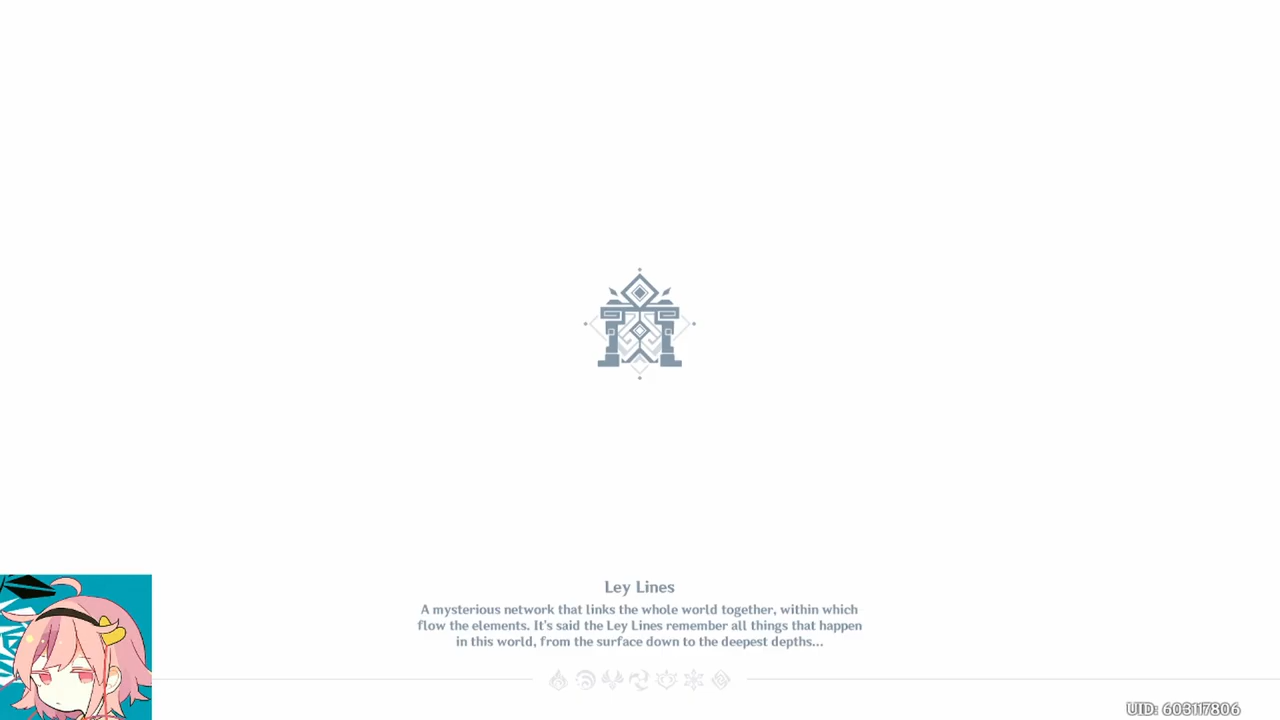 Ley Lines
A mysterious network that links the whole world together, within which
flow the elements. It's said the Ley Lines remember all things that happen
in this world, from the surface down to the deepest depths...
UID: 603117806